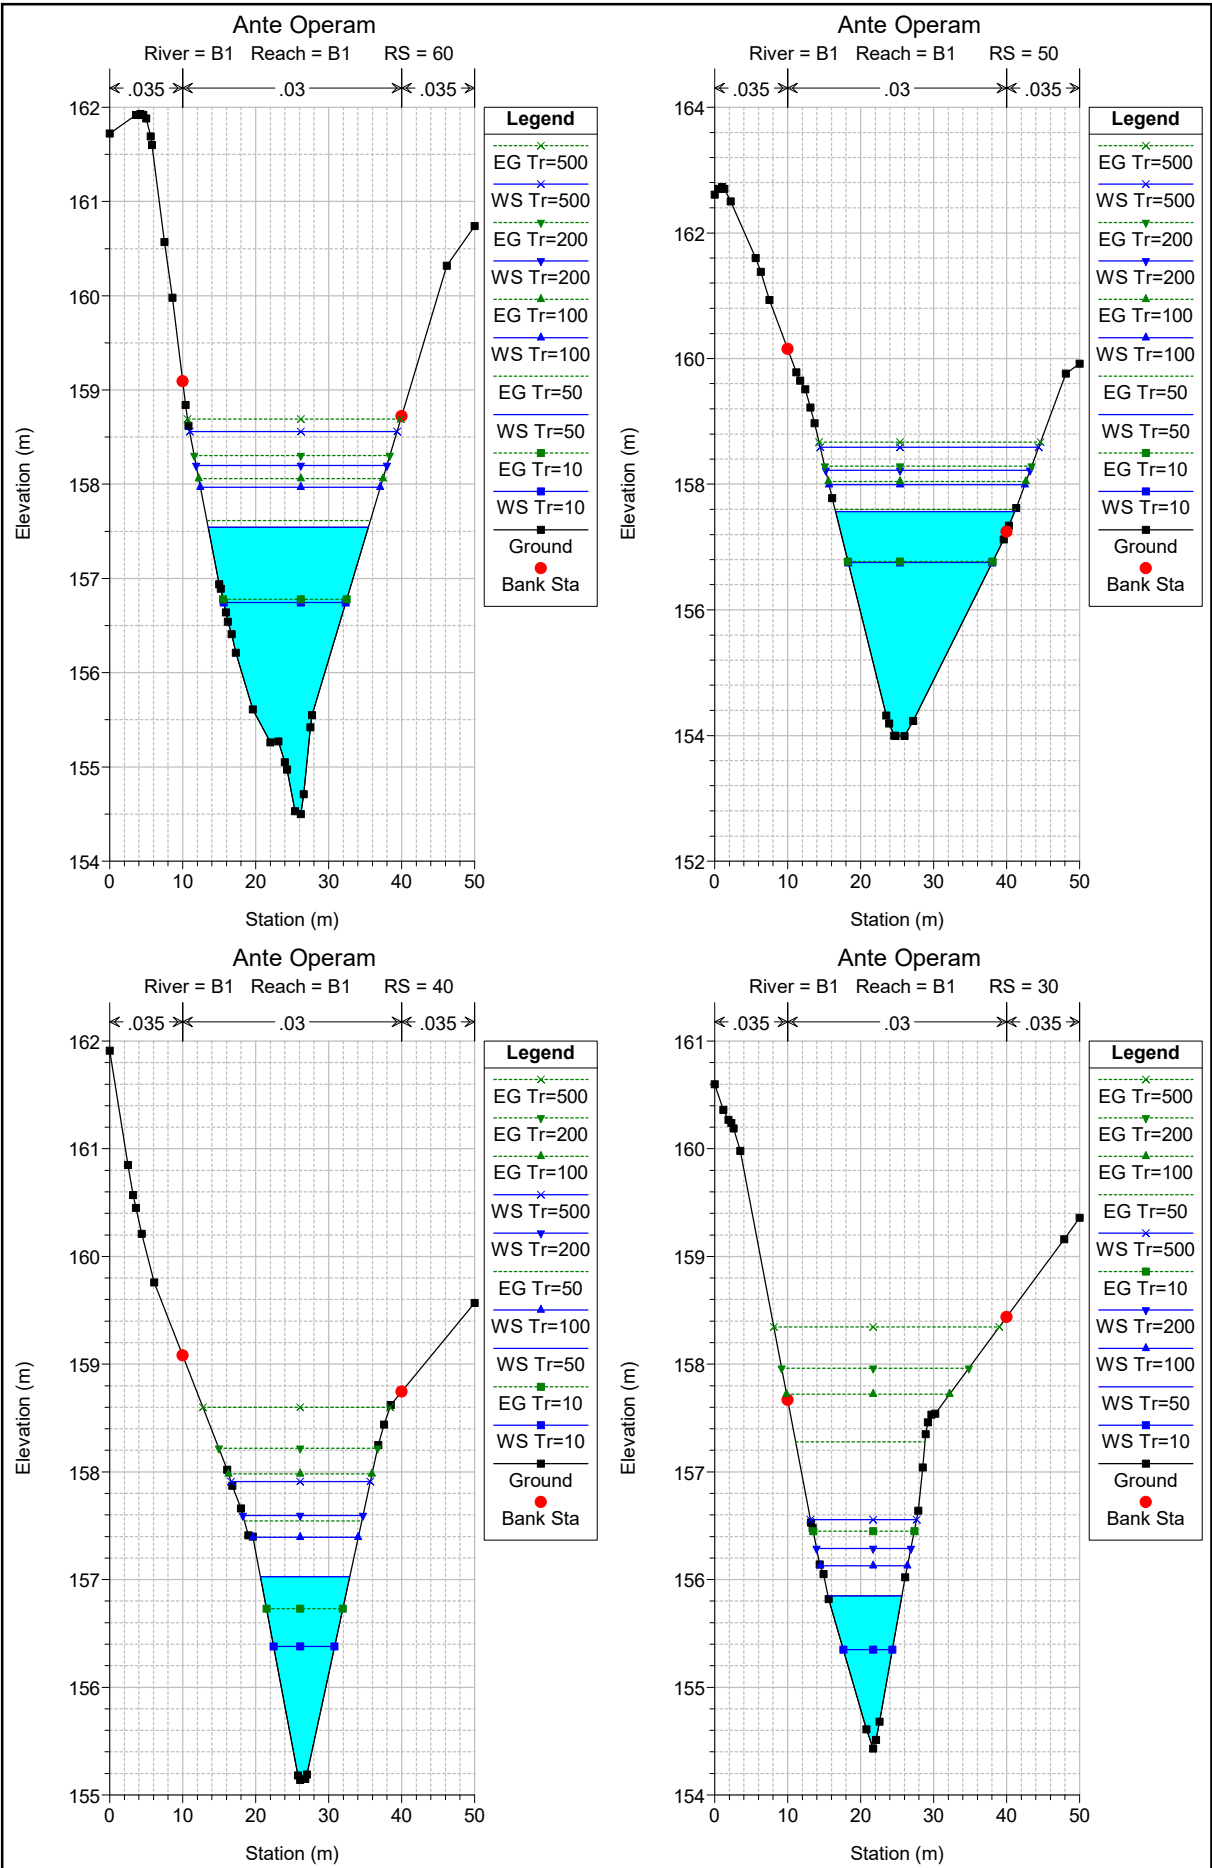 Ante Operam
River = B1 Reach = B1 RS = 60
.035 .03 .035
162
161
160
159
158
157
156
155
154
0 10 20 30 40 50
Station (m)
Elevation (m)
Legend
EG Tr=500
WS Tr=500
EG Tr=200
WS Tr=200
EG Tr=100
WS Tr=100
EG Tr=50
WS Tr=50
EG Tr=10
WS Tr=10
Ground
Bank Sta
Ante Operam
River = B1 Reach = B1 RS = 50
.035 .03 .035
164
162
160
158
156
154
152
0 10 20 30 40 50
Station (m)
Elevation (m)
Legend
EG Tr=500
WS Tr=500
EG Tr=200
WS Tr=200
EG Tr=100
WS Tr=100
EG Tr=50
WS Tr=50
EG Tr=10
WS Tr=10
Ground
Bank Sta
Ante Operam
River = B1 Reach = B1 RS = 40
.035 .03 .035
162
161
160
159
158
157
156
155
0 10 20 30 40 50
Station (m)
Elevation (m)
Legend
EG Tr=500
EG Tr=200
EG Tr=100
WS Tr=500
WS Tr=200
EG Tr=50
WS Tr=100
WS Tr=50
EG Tr=10
WS Tr=10
Ground
Bank Sta
Ante Operam
River = B1 Reach = B1 RS = 30
.035 .03 .035
161
160
159
158
157
156
155
154
0 10 20 30 40 50
Station (m)
Elevation (m)
Legend
EG Tr=500
EG Tr=200
EG Tr=100
EG Tr=50
WS Tr=500
EG Tr=10
WS Tr=200
WS Tr=100
WS Tr=50
WS Tr=10
Ground
Bank Sta